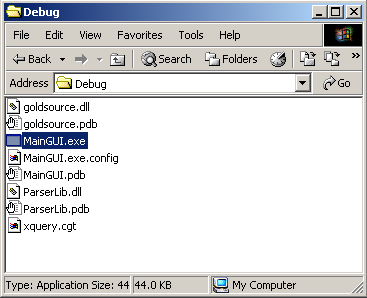 Debug
File Edit View Favorites Tools Help
Back Search Folders
Address Debug Go
goldsource.dll
goldsource.pdb
MainGUI.exe
MainGUI.exe.config
MainGUI.pdb
ParserLib.dll
ParserLib.pdb
xquery.cgt
Type: Application Size: 44 44.0 KB My Computer